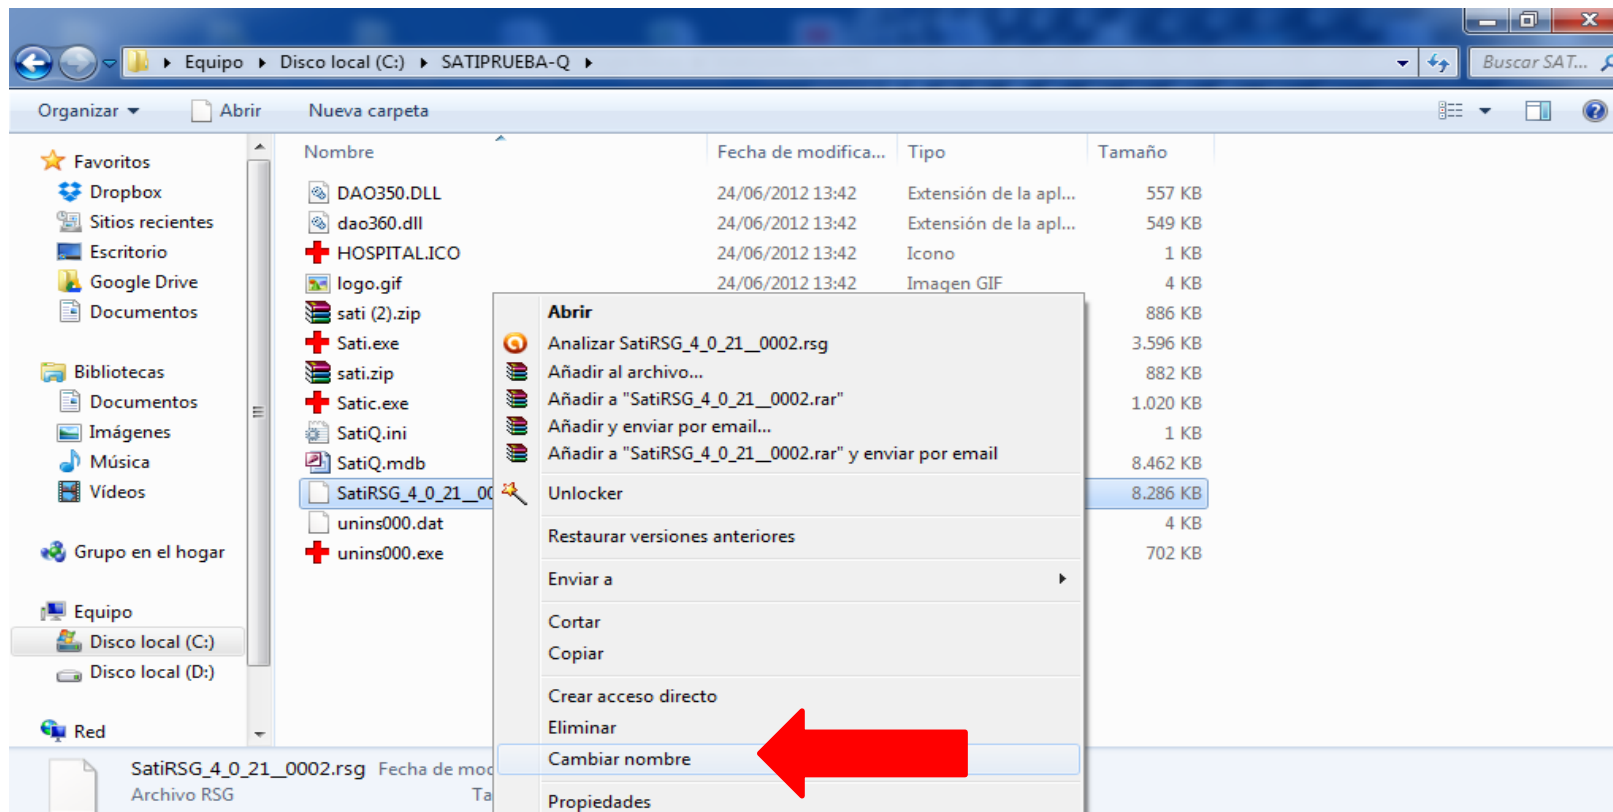 Equipo Disco local (C:) SATIPRUEBA-Q
Buscar SAT...
Organizar Abrir Nueva carpeta
Nombre Fecha de modifica... Tipo Tamaño
Favoritos
Dropbox
Sitios recientes
Escritorio
Google Drive
Documentos
Bibliotecas
Documentos
Imágenes
Música
Vídeos
Grupo en el hogar
Equipo
Disco local (C:)
Disco local (D:)
Red
DAO350.DLL 24/06/2012 13:42 Extensión de la apl... 557 KB
dao360.dll 24/06/2012 13:42 Extensión de la apl... 549 KB
HOSPITAL.ICO 24/06/2012 13:42 Icono 1 KB
logo.gif 24/06/2012 13:42 Imagen GIF 4 KB
sati (2).zip 886 KB
Sati.exe 3.596 KB
sati.zip 882 KB
Satic.exe 1.020 KB
SatiQ.ini 1 KB
SatiQ.mdb 8.462 KB
SatiRSG_4_0_21__00 8.286 KB
unins000.dat 4 KB
unins000.exe 702 KB
Abrir
Analizar SatiRSG_4_0_21__0002.rsg
Añadir al archivo...
Añadir a "SatiRSG_4_0_21__0002.rar"
Añadir y enviar por email...
Añadir a "SatiRSG_4_0_21__0002.rar" y enviar por email
Unlocker
Restaurar versiones anteriores
Enviar a
Cortar
Copiar
Crear acceso directo
Eliminar
Cambiar nombre
Propiedades
SatiRSG_4_0_21__0002.rsg Fecha de mod
Archivo RSG Ta